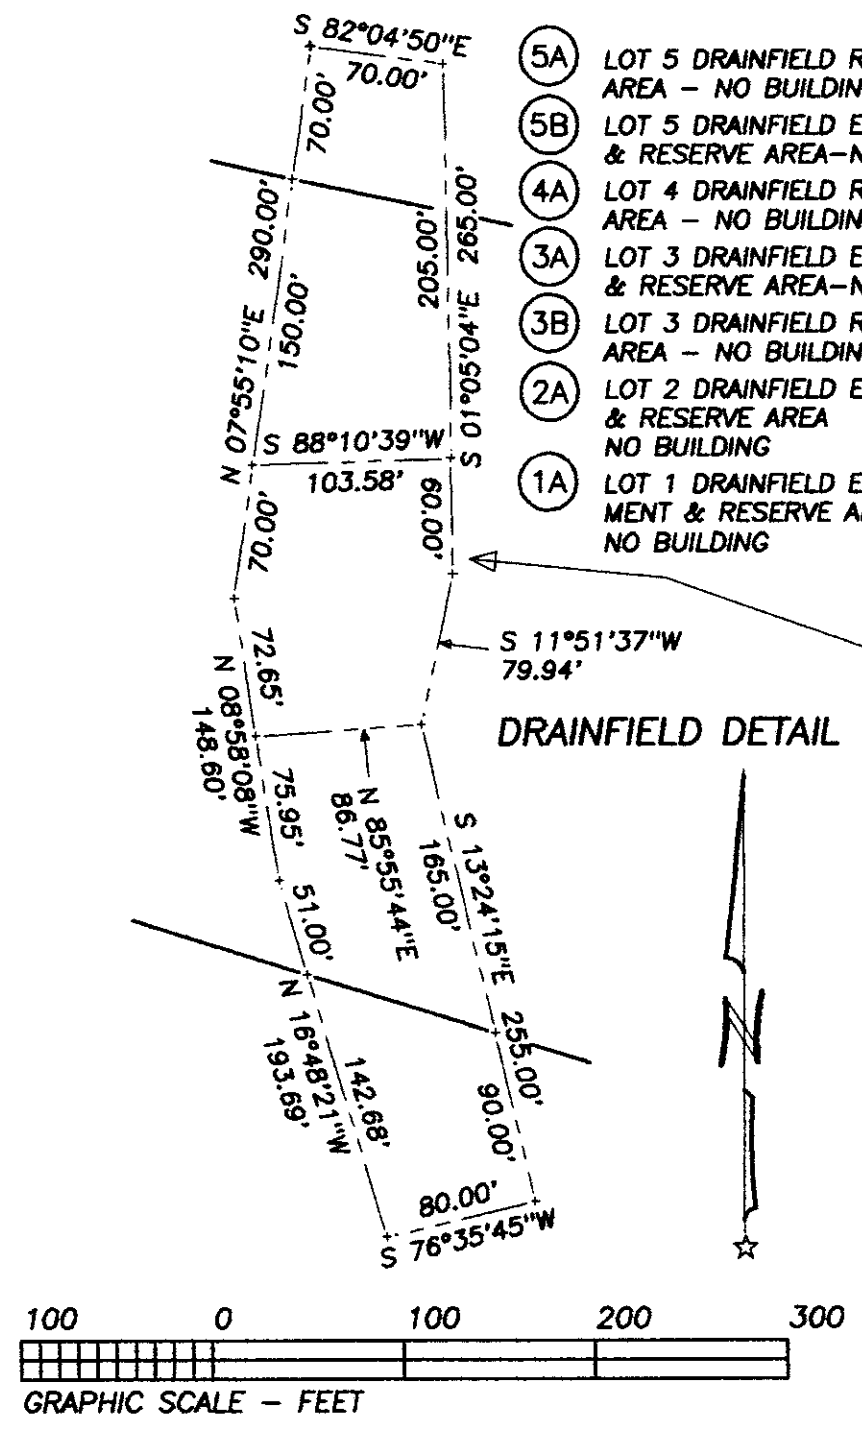 S 82°04'50"E
70.00'
70.00'
290.00'
150.00'
N 07°55'10"E
205.00'
265.00'
S 01°05'04"E
S 88°10'39"W
103.58'
70.00'
60.00'
S 11°51'37"W
79.94'
72.65'
N 08°58'08"W
148.60'
75.95'
N 85°55'44"E
86.77'
S 13°24'15"E
165.00'
255.00'
90.00'
51.00'
N 16°48'21"W
193.69'
142.68'
80.00'
S 76°35'45"W
5A LOT 5 DRAINFIELD R
AREA - NO BUILDIN
5B LOT 5 DRAINFIELD E
& RESERVE AREA-N
4A LOT 4 DRAINFIELD R
AREA - NO BUILDIN
3A LOT 3 DRAINFIELD E
& RESERVE AREA-N
3B LOT 3 DRAINFIELD R
AREA - NO BUILDIN
2A LOT 2 DRAINFIELD E
& RESERVE AREA
NO BUILDING
1A LOT 1 DRAINFIELD E
MENT & RESERVE A
NO BUILDING
DRAINFIELD DETAIL
N
100 0 100 200 300
GRAPHIC SCALE - FEET